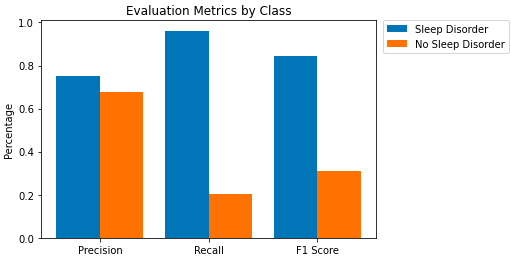 Evaluation Metrics by Class
Sleep Disorder
No Sleep Disorder
Percentage
1.0
0.8
0.6
0.4
0.2
0.0
Precision
Recall
F1 Score